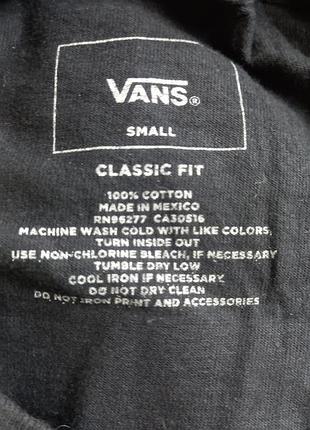 VANS®
SMALL
CLASSIC FIT
100% COTTON
MADE IN MEXICO
RN96277 CA30516
MACHINE WASH COLD WITH LIKE COLORS,
TURN INSIDE OUT
USE NON-CHLORINE BLEACH, IF NECESSARY
TUMBLE DRY LOW
COOL IRON IF NECESSARY
DO NOT DRY CLEAN
DO NOT IRON PRINT AND ACCESSORIES